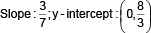 Slope: 3/7; y-intercept: (0, 8/3)